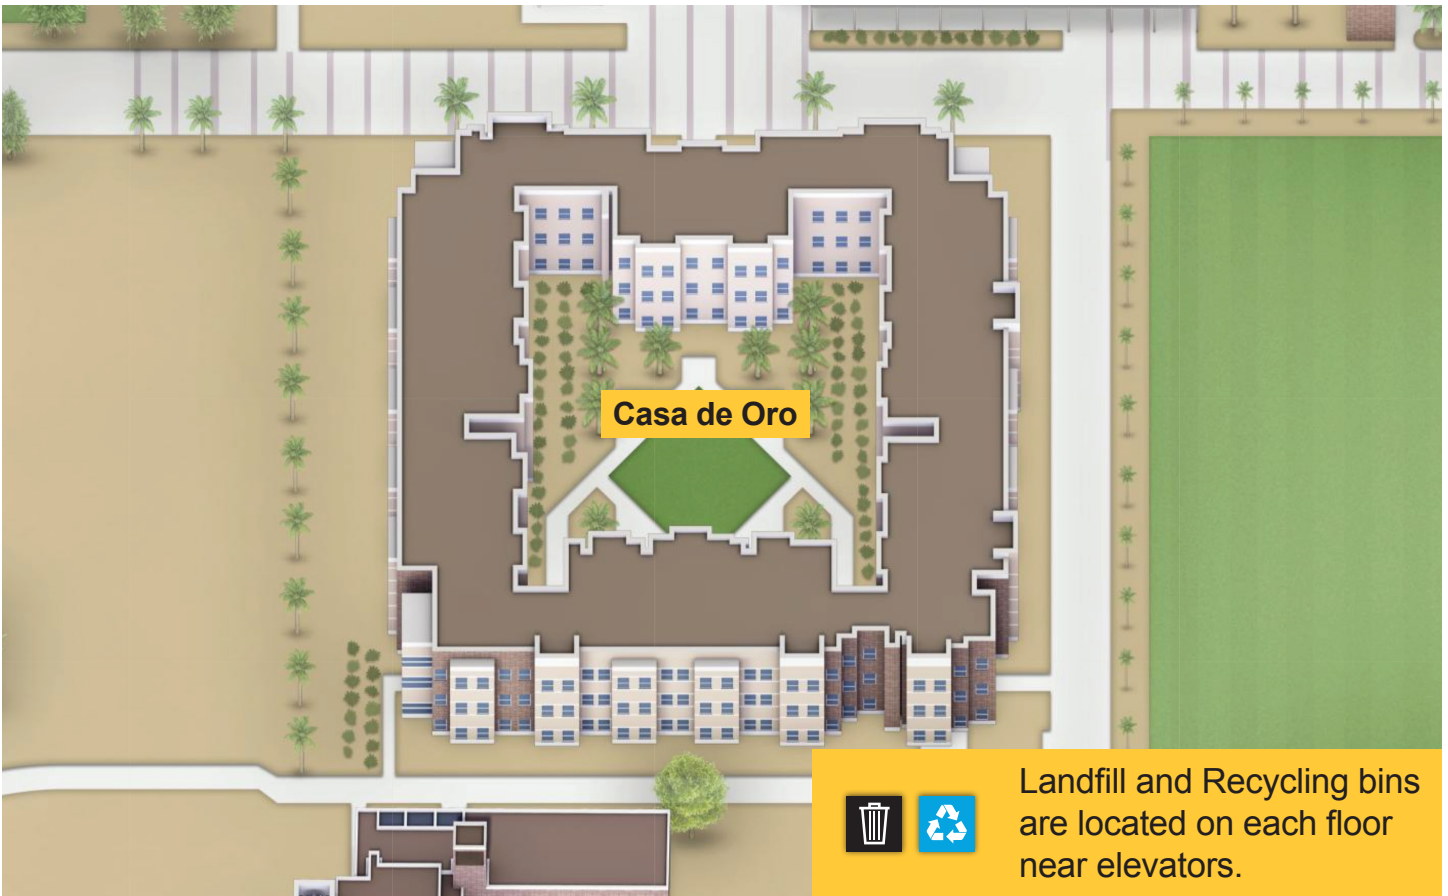 Casa de Oro
Landfill and Recycling bins
are located on each floor
near elevators.